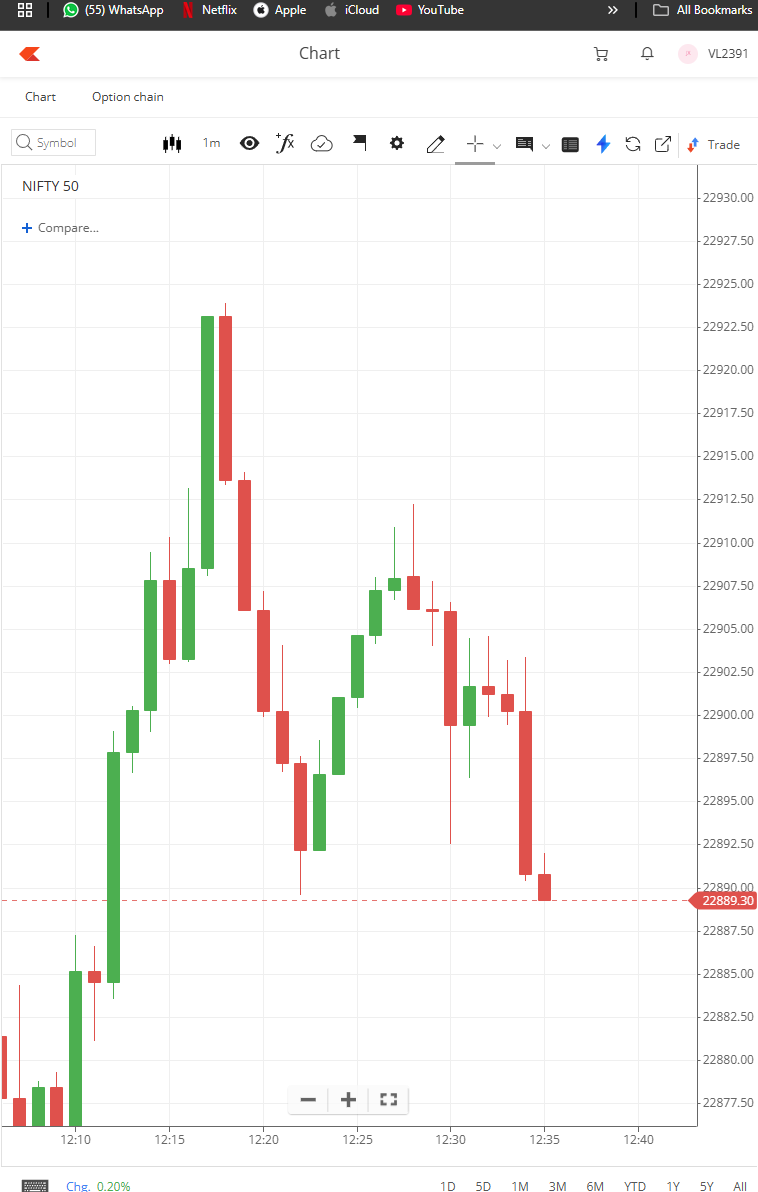 (55) WhatsApp Netflix Apple iCloud YouTube » All Bookmarks
Chart VL2391
Chart Option chain
Symbol 1m Trade
NIFTY 50
+ Compare...
22930.00
22927.50
22925.00
22922.50
22920.00
22917.50
22915.00
22912.50
22910.00
22907.50
22905.00
22902.50
22900.00
22897.50
22895.00
22892.50
22890.00
22889.30
22887.50
22885.00
22882.50
22880.00
22877.50
12:10 12:15 12:20 12:25 12:30 12:35 12:40
Chg. 0.20% 1D 5D 1M 3M 6M YTD 1Y 5Y All